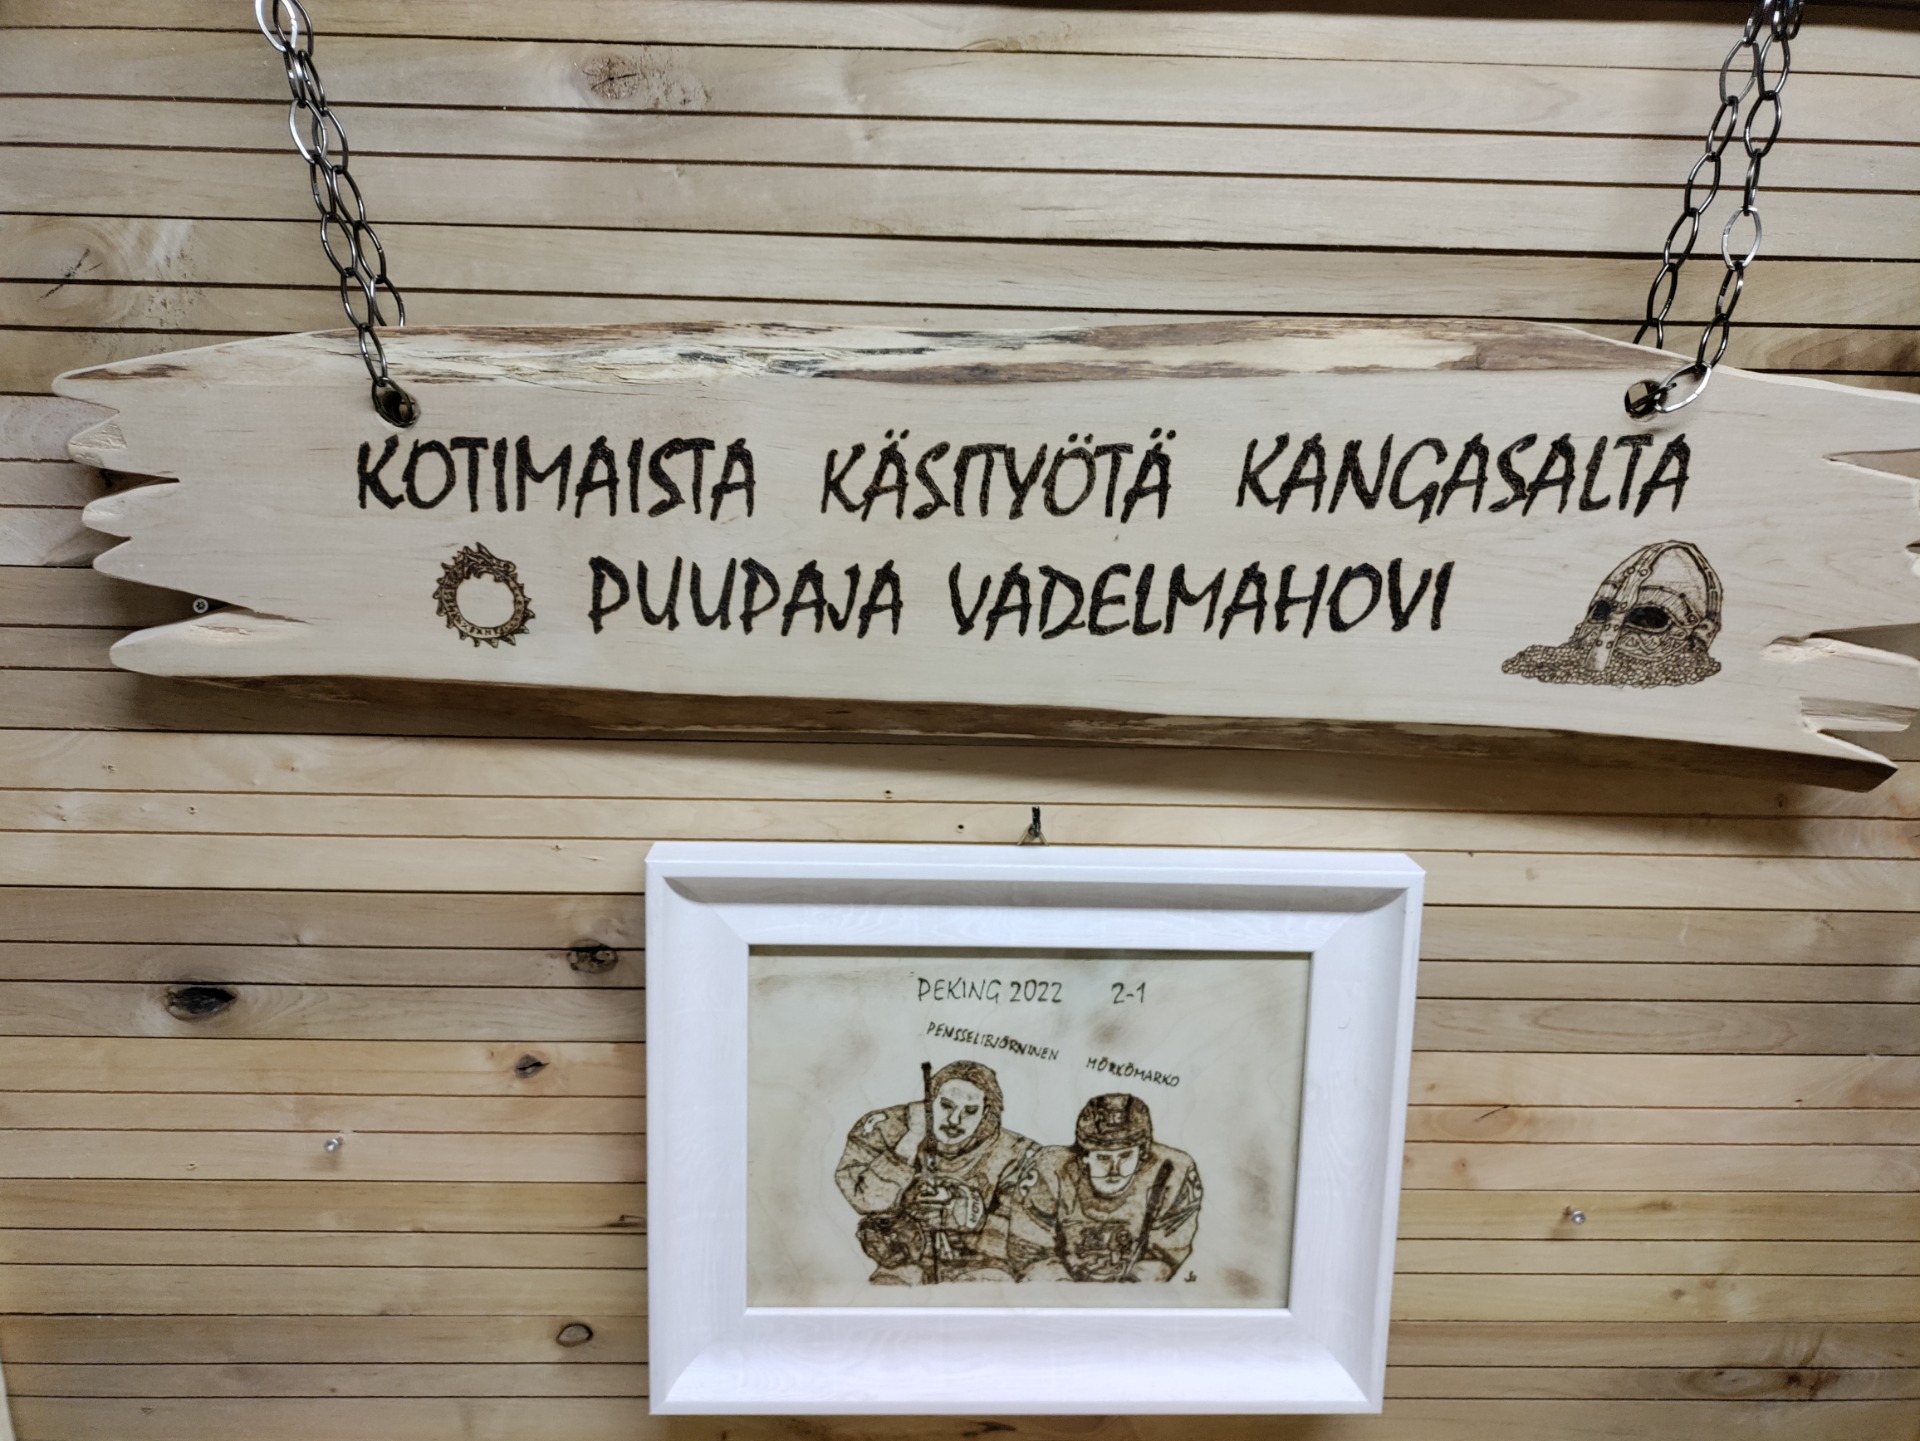 KOTIMAISTA KÄSITYÖTÄ KANGASALTA
PUUPAJA VADELMAHOVI
PEKING 2022 2-1
PENSSELIBJÖRNINEN MÖRKÖMARKO